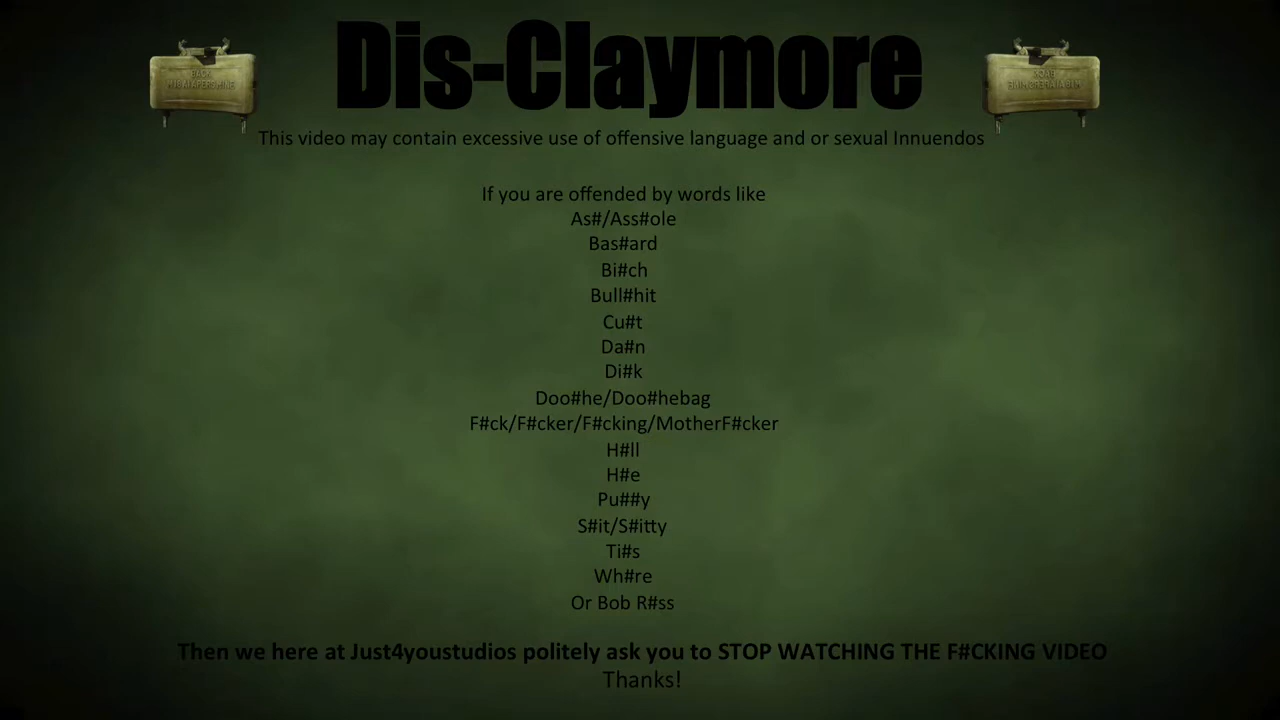 Dis-Claymore
This video may contain excessive use of offensive language and or sexual Innuendos
If you are offended by words like
As#/Ass#ole
Bas#ard
Bi#ch
Bull#hit
Cu#t
Da#n
Di#k
Doo#he/Doo#hebag
F#ck/F#cker/F#cking/MotherF#cker
H#ll
H#e
Pu##y
S#it/S#itty
Ti#s
Wh#re
Or Bob R#ss
Then we here at Just4youstudios politely ask you to STOP WATCHING THE F#CKING VIDEO
Thanks!
BACK
BACK